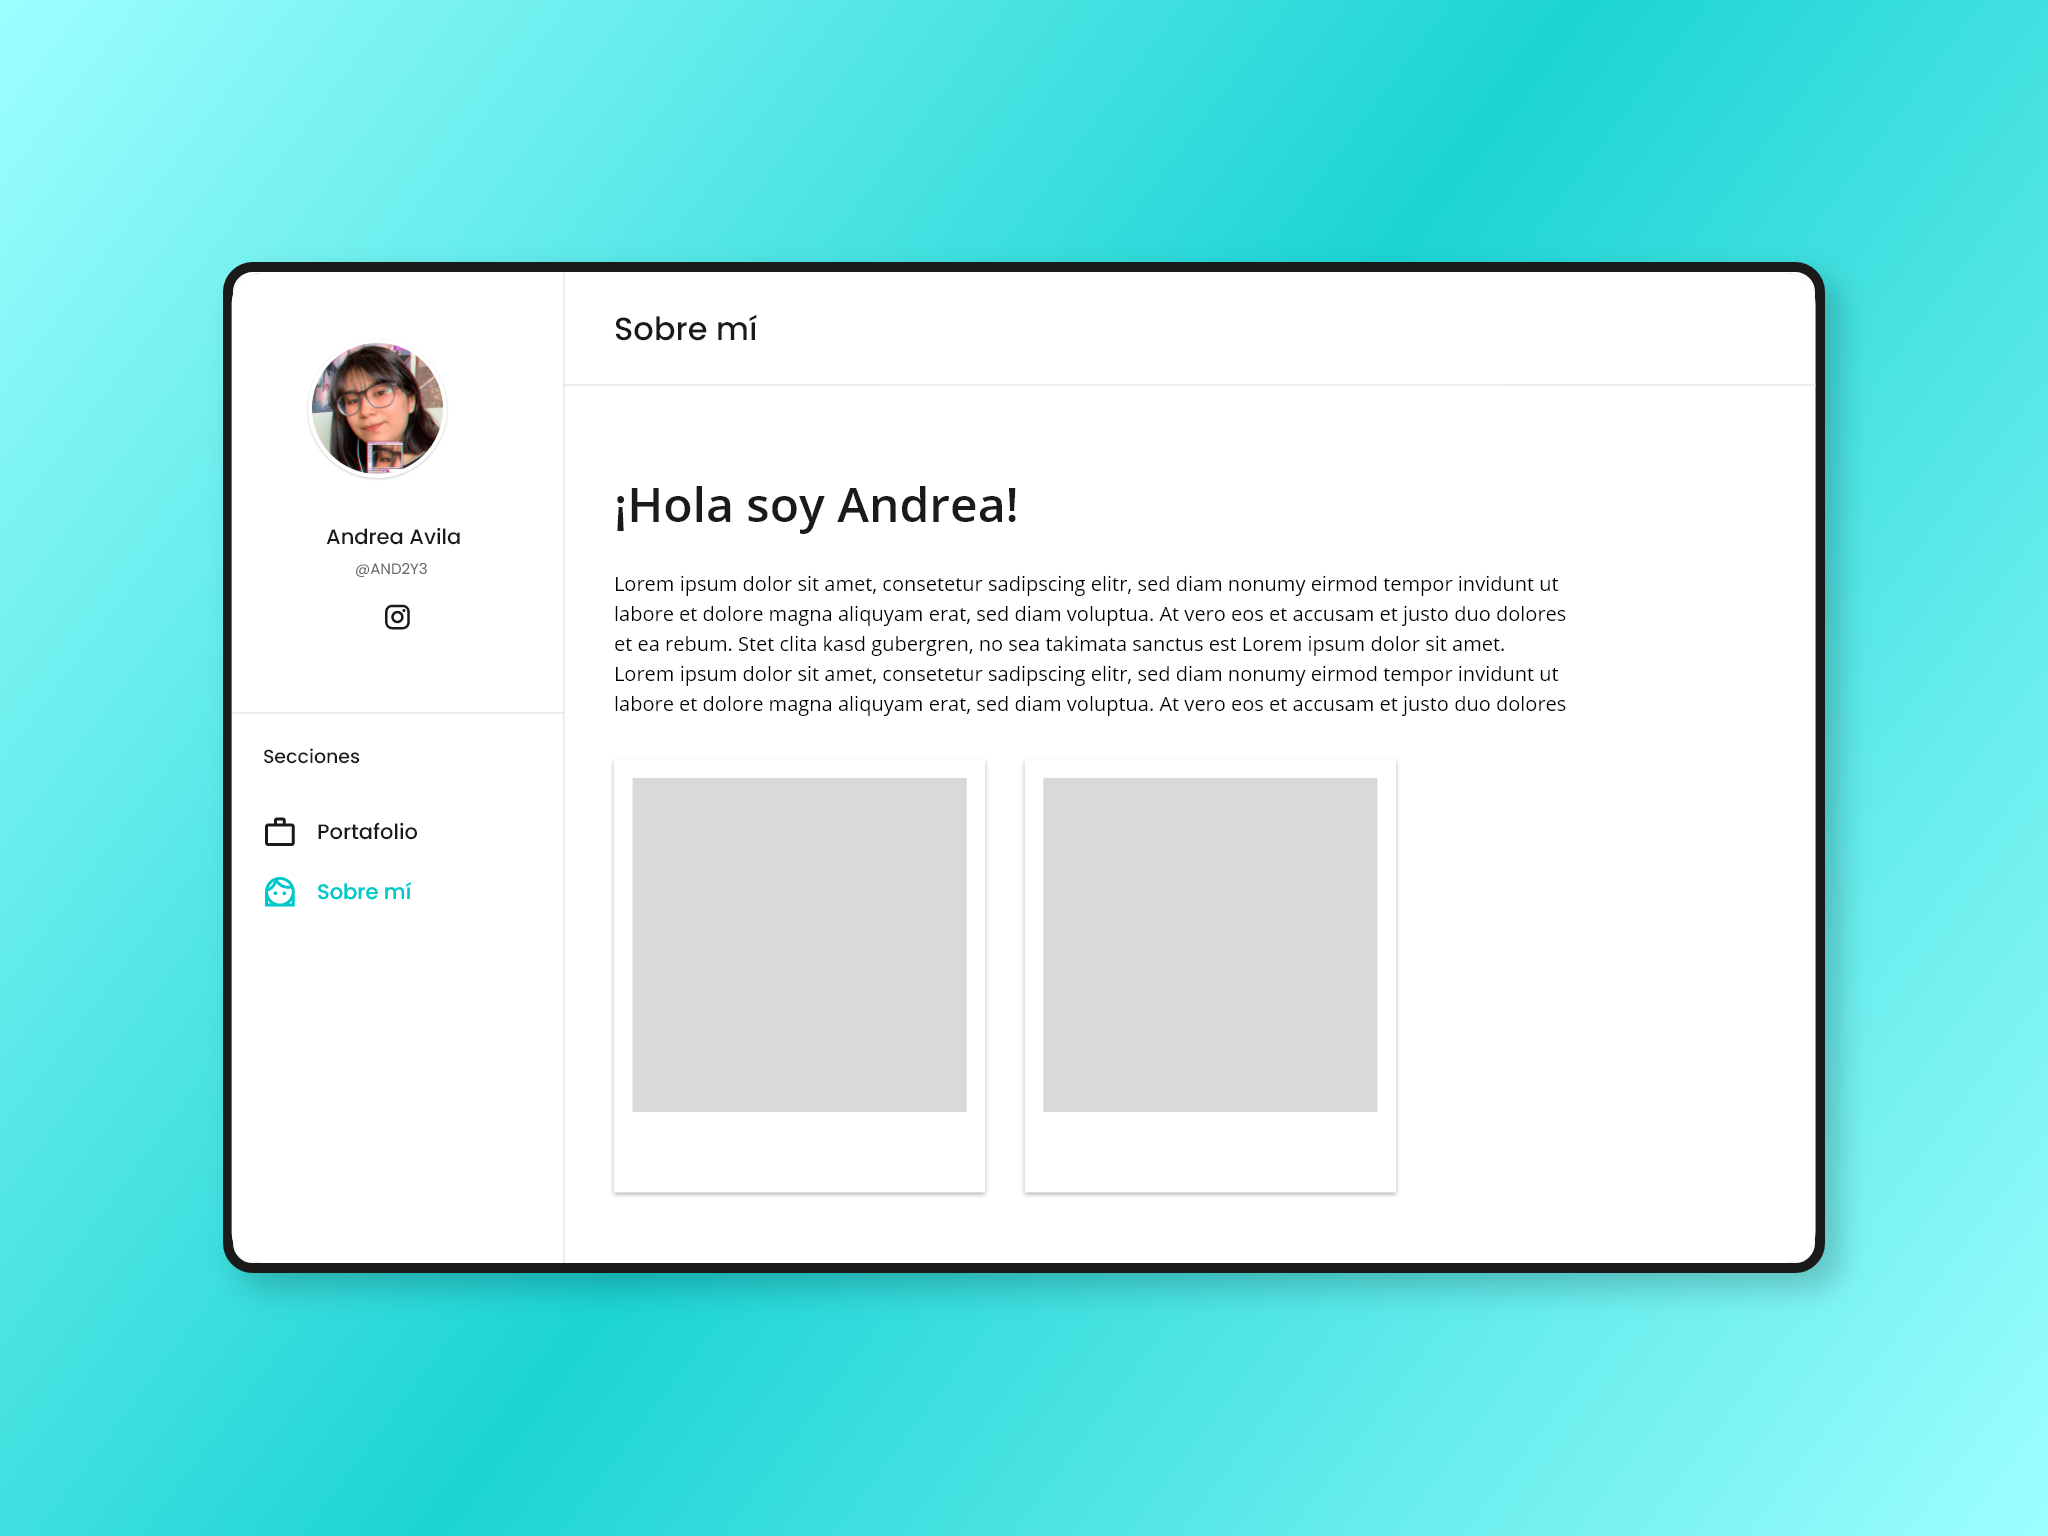 Andrea Avila
@AND2Y3
Secciones
Portafolio
Sobre mí
Sobre mí
¡Hola soy Andrea!
Lorem ipsum dolor sit amet, consetetur sadipscing elitr, sed diam nonumy eirmod tempor invidunt ut
labore et dolore magna aliquyam erat, sed diam voluptua. At vero eos et accusam et justo duo dolores
et ea rebum. Stet clita kasd gubergren, no sea takimata sanctus est Lorem ipsum dolor sit amet.
Lorem ipsum dolor sit amet, consetetur sadipscing elitr, sed diam nonumy eirmod tempor invidunt ut
labore et dolore magna aliquyam erat, sed diam voluptua. At vero eos et accusam et justo duo dolores